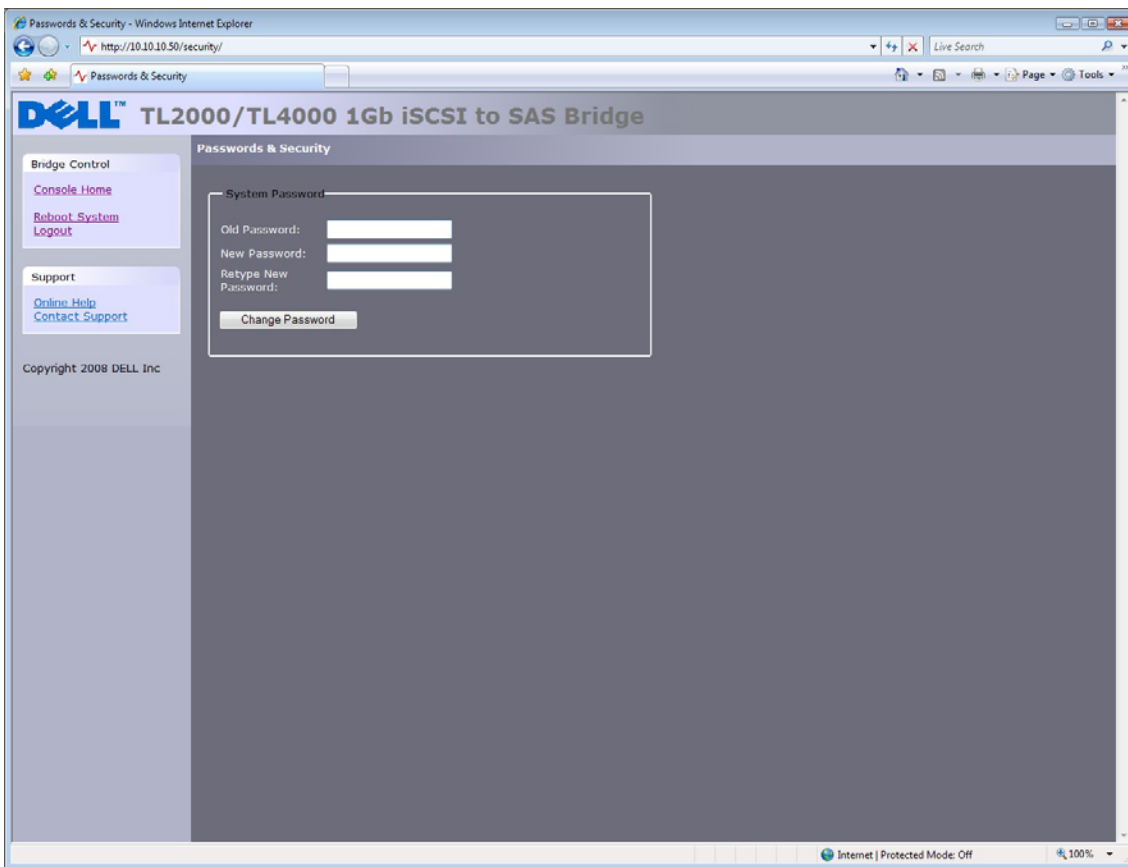 Passwords & Security - Windows Internet Explorer
http://10.10.10.50/security/
Live Search
Passwords & Security
Page
Tools
DELL™ TL2000/TL4000 1Gb iSCSI to SAS Bridge
Passwords & Security
Bridge Control
Console Home
Reboot System
Logout
Support
Online Help
Contact Support
Copyright 2008 DELL Inc
System Password
Old Password:
New Password:
Retype New
Password:
Change Password
Internet | Protected Mode: Off
100%